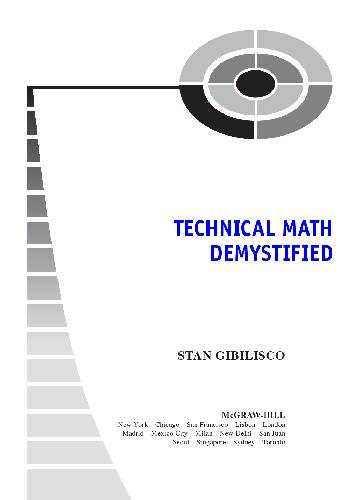 TECHNICAL MATH
DEMYSTIFIED
STAN GIBILISCO
McGRAW-HILL
New York Chicago San Francisco Lisbon London
Madrid Mexico City Milan New Delhi San Juan
Seoul Singapore Sydney Toronto